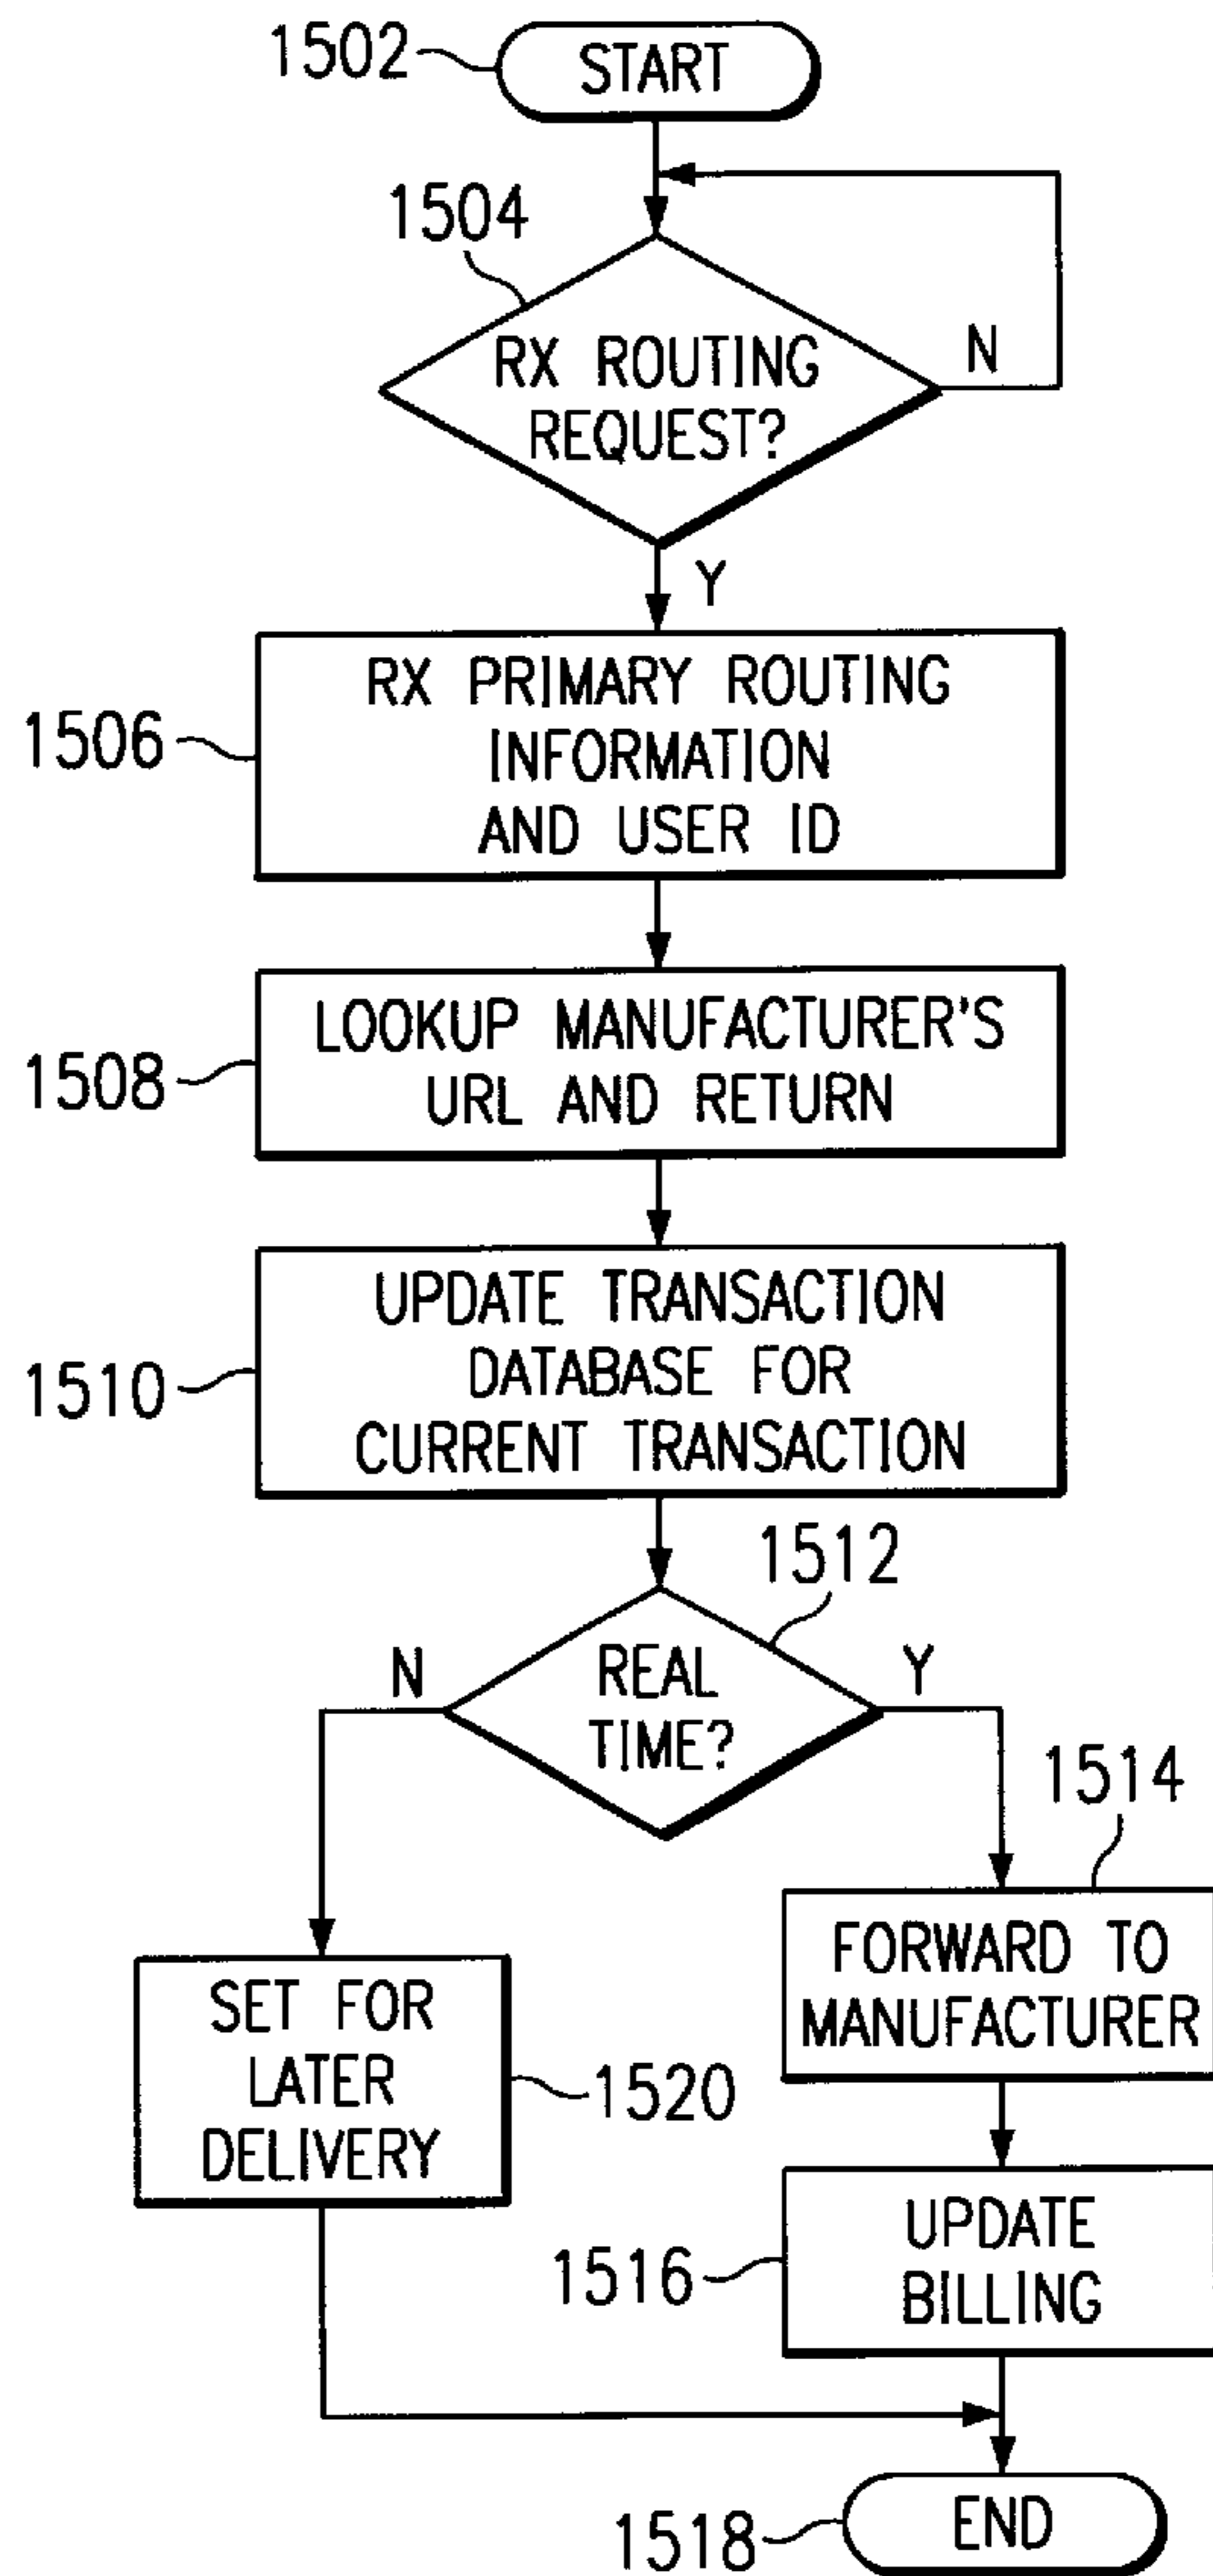 1502
START
1504
RX ROUTING
REQUEST?
N
Y
1506
RX PRIMARY ROUTING
INFORMATION
AND USER ID
1508
LOOKUP MANUFACTURER'S
URL AND RETURN
1510
UPDATE TRANSACTION
DATABASE FOR
CURRENT TRANSACTION
1512
N
REAL
TIME?
Y
1514
FORWARD TO
MANUFACTURER
SET FOR
LATER
DELIVERY
1520
1516
UPDATE
BILLING
1518
END